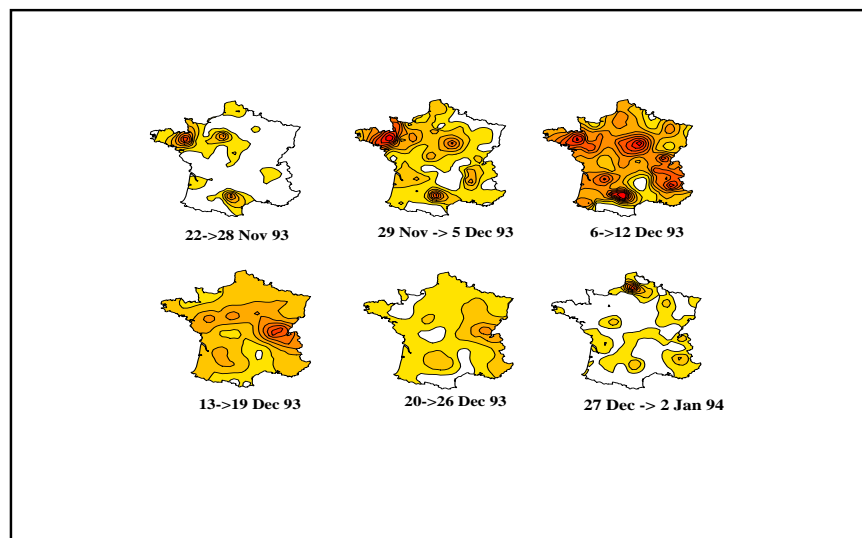 22->28 Nov 93
29 Nov -> 5 Dec 93
6->12 Dec 93
13->19 Dec 93
20->26 Dec 93
27 Dec -> 2 Jan 94